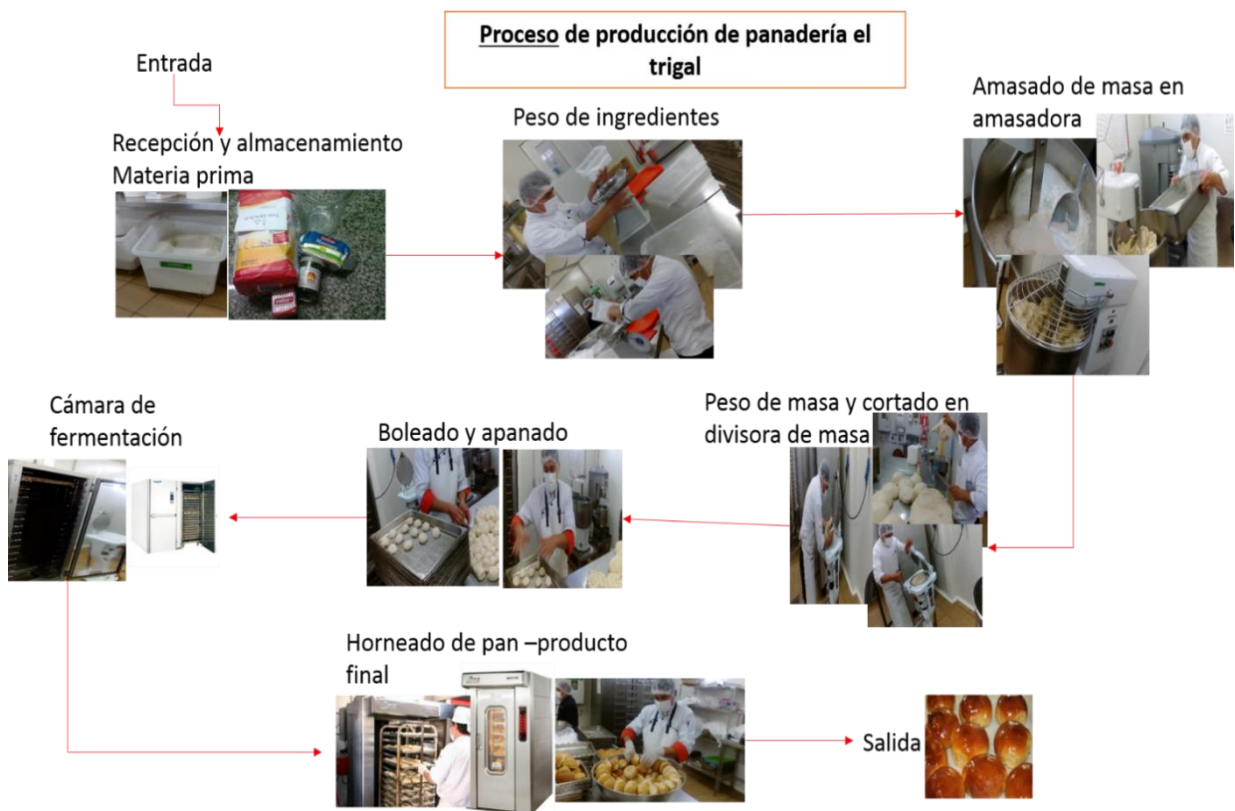 Proceso de producción de panadería el
trigal
Entrada
Recepción y almacenamiento
Materia prima
Peso de ingredientes
Amasado de masa en
amasadora
Peso de masa y cortado en
divisora de masa
Boleado y apanado
Cámara de
fermentación
Horneado de pan –producto
final
Salida